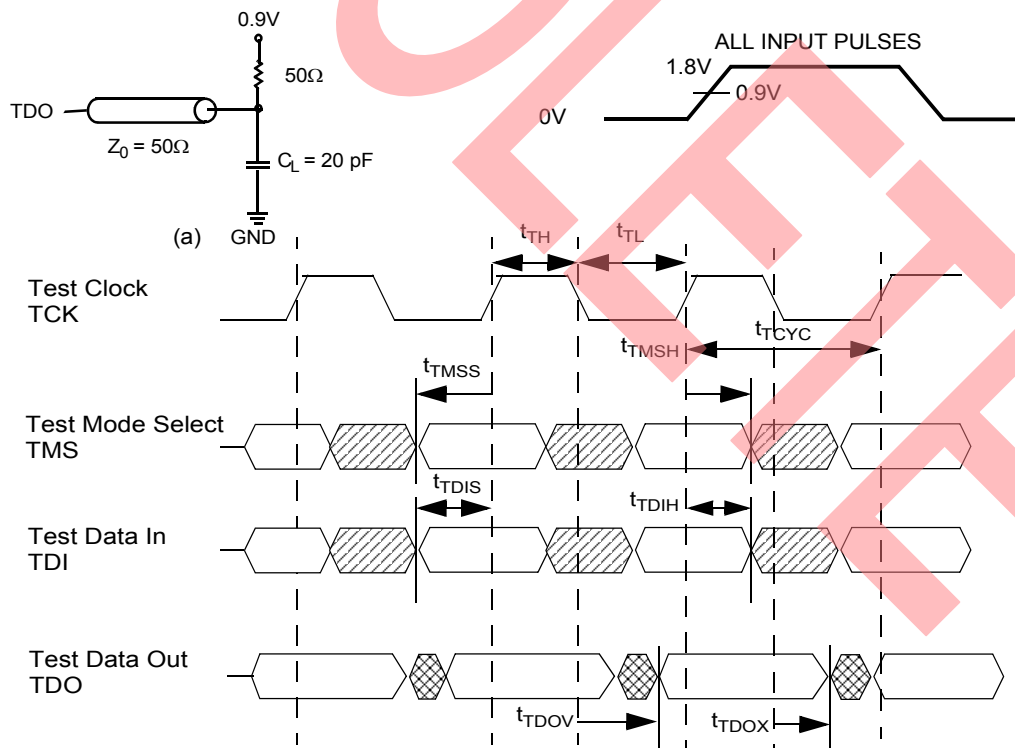 0.9V
50Ω
TDO
Z0 = 50Ω
CL = 20 pF
(a)
GND
ALL INPUT PULSES
1.8V
0.9V
0V
tTH
tTL
Test Clock
TCK
tTCYC
tTMSH
tTMSS
Test Mode Select
TMS
tTDIS
tTDIH
Test Data In
TDI
Test Data Out
TDO
tTDOV
tTDOX